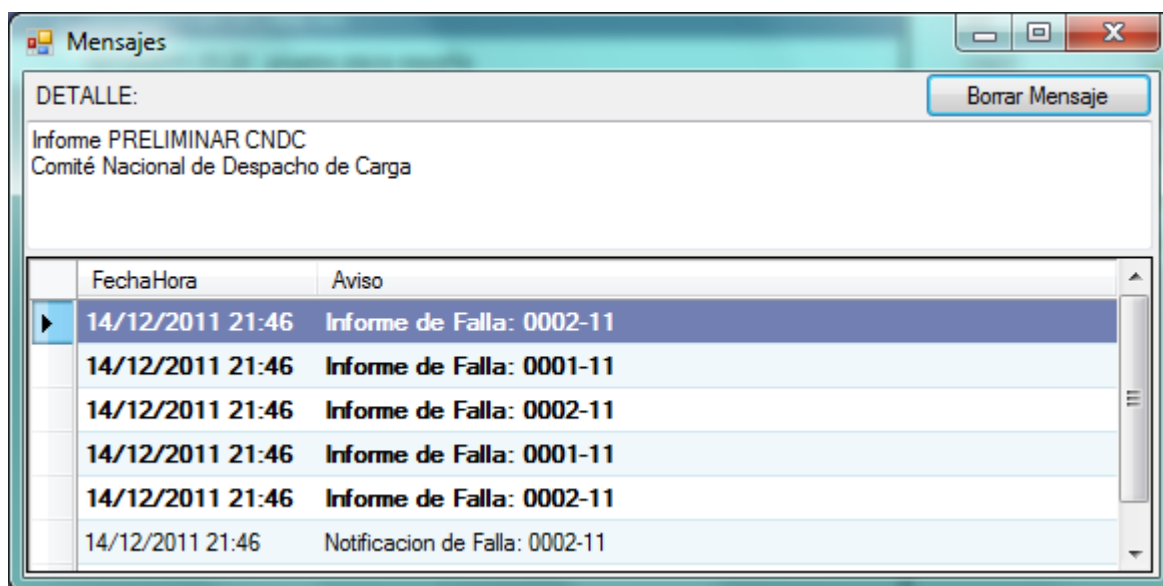 Mensajes
DETALLE:
Borrar Mensaje
Informe PRELIMINAR CNDC
Comité Nacional de Despacho de Carga
FechaHora Aviso
14/12/2011 21:46 Informe de Falla: 0002-11
14/12/2011 21:46 Informe de Falla: 0001-11
14/12/2011 21:46 Informe de Falla: 0002-11
14/12/2011 21:46 Informe de Falla: 0001-11
14/12/2011 21:46 Informe de Falla: 0002-11
14/12/2011 21:46 Notificacion de Falla: 0002-11